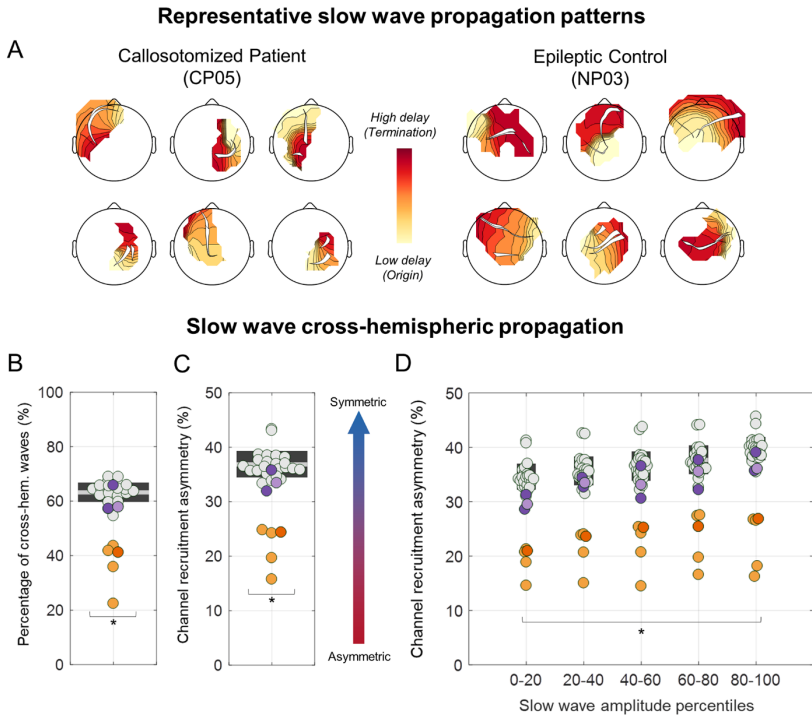 Representative slow wave propagation patterns
A
Callosotomized Patient
(CP05)
Epileptic Control
(NP03)
High delay
(Termination)
Low delay
(Origin)
Slow wave cross-hemispheric propagation
B
Percentage of cross-hem. waves (%)
100
80
60
40
20
0
*
C
Channel recruitment asymmetry (%)
50
40
30
20
10
0
*
Symmetric
Asymmetric
D
Channel recruitment asymmetry (%)
50
40
30
20
10
0
*
0-20
20-40
40-60
60-80
80-100
Slow wave amplitude percentiles